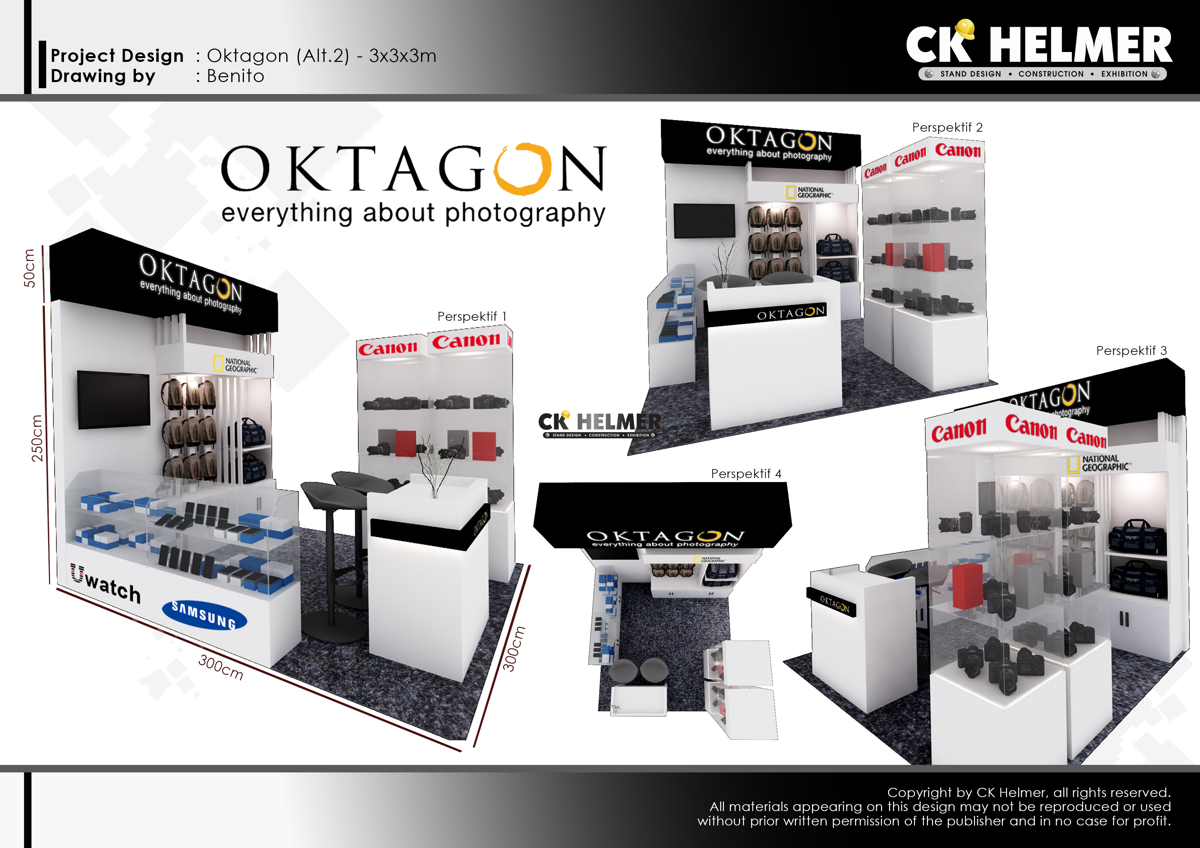 Project Design : Oktagon (Alt.2) - 3x3x3m
Drawing by : Benito
CK HELMER
STAND DESIGN • CONSTRUCTION • EXHIBITION
OKTAGON
everything about photography
Perspektif 1
50cm
250cm
300cm
300cm
OKTAGON
everything about photography
NATIONAL
GEOGRAPHIC
Canon
Canon
OKTAGON
Uwatch
SAMSUNG
Perspektif 2
OKTAGON
everything about photography
NATIONAL
GEOGRAPHIC
Canon
Canon
Canon
OKTAGON
CK HELMER
STAND DESIGN • CONSTRUCTION • EXHIBITION
Perspektif 3
OKTAGON
photography
Canon
Canon
Canon
NATIONAL
GEOGRAPHIC
OKTAGON
Perspektif 4
OKTAGON
everything about photography
NATIONAL
GEOGRAPHIC
Copyright by CK Helmer, all rights reserved.
All materials appearing on this design may not be reproduced or used
without prior written permission of the publisher and in no case for profit.